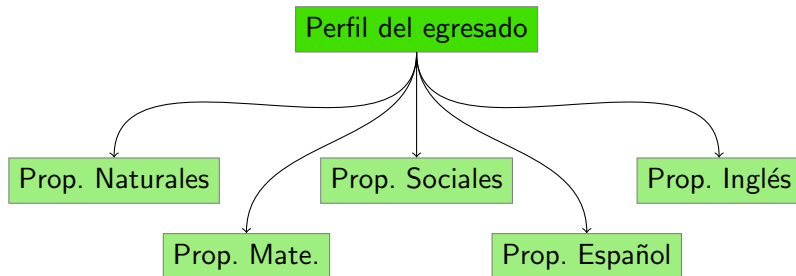 Perfil del egresado
Prop. Naturales
Prop. Sociales
Prop. Inglés
Prop. Mate.
Prop. Español